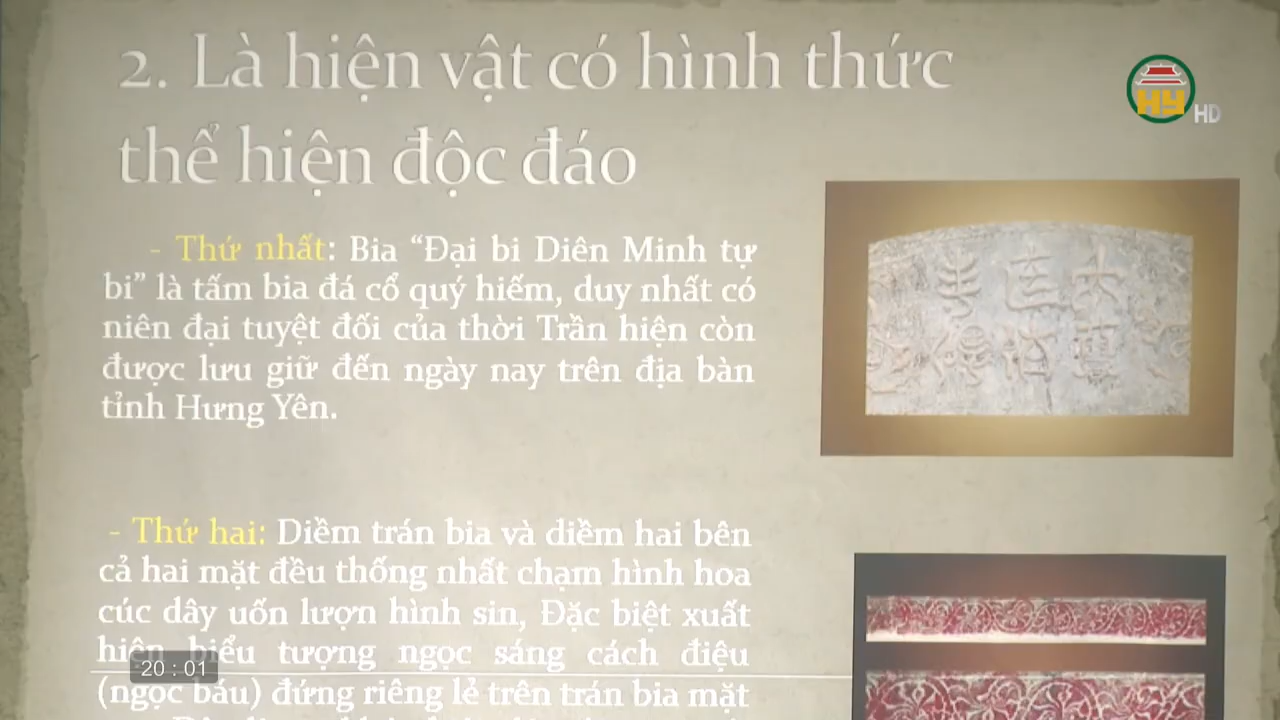 2. Là hiện vật có hình thức
thể hiện độc đáo
HY HD
- Thứ nhất: Bia “Đại bi Diên Minh tự
bi” là tấm bia đá cổ quý hiếm, duy nhất có
niên đại tuyệt đối của thời Trần hiện còn
được lưu giữ đến ngày nay trên địa bàn
tỉnh Hưng Yên.
- Thứ hai: Diềm trán bia và diềm hai bên
cả hai mặt đều thống nhất chạm hình hoa
cúc dây uốn lượn hình sin, Đặc biệt xuất
hiện biểu tượng ngọc sáng cách điệu
20 : 01
(ngọc báu) đứng riêng lẻ trên trán bia mặt